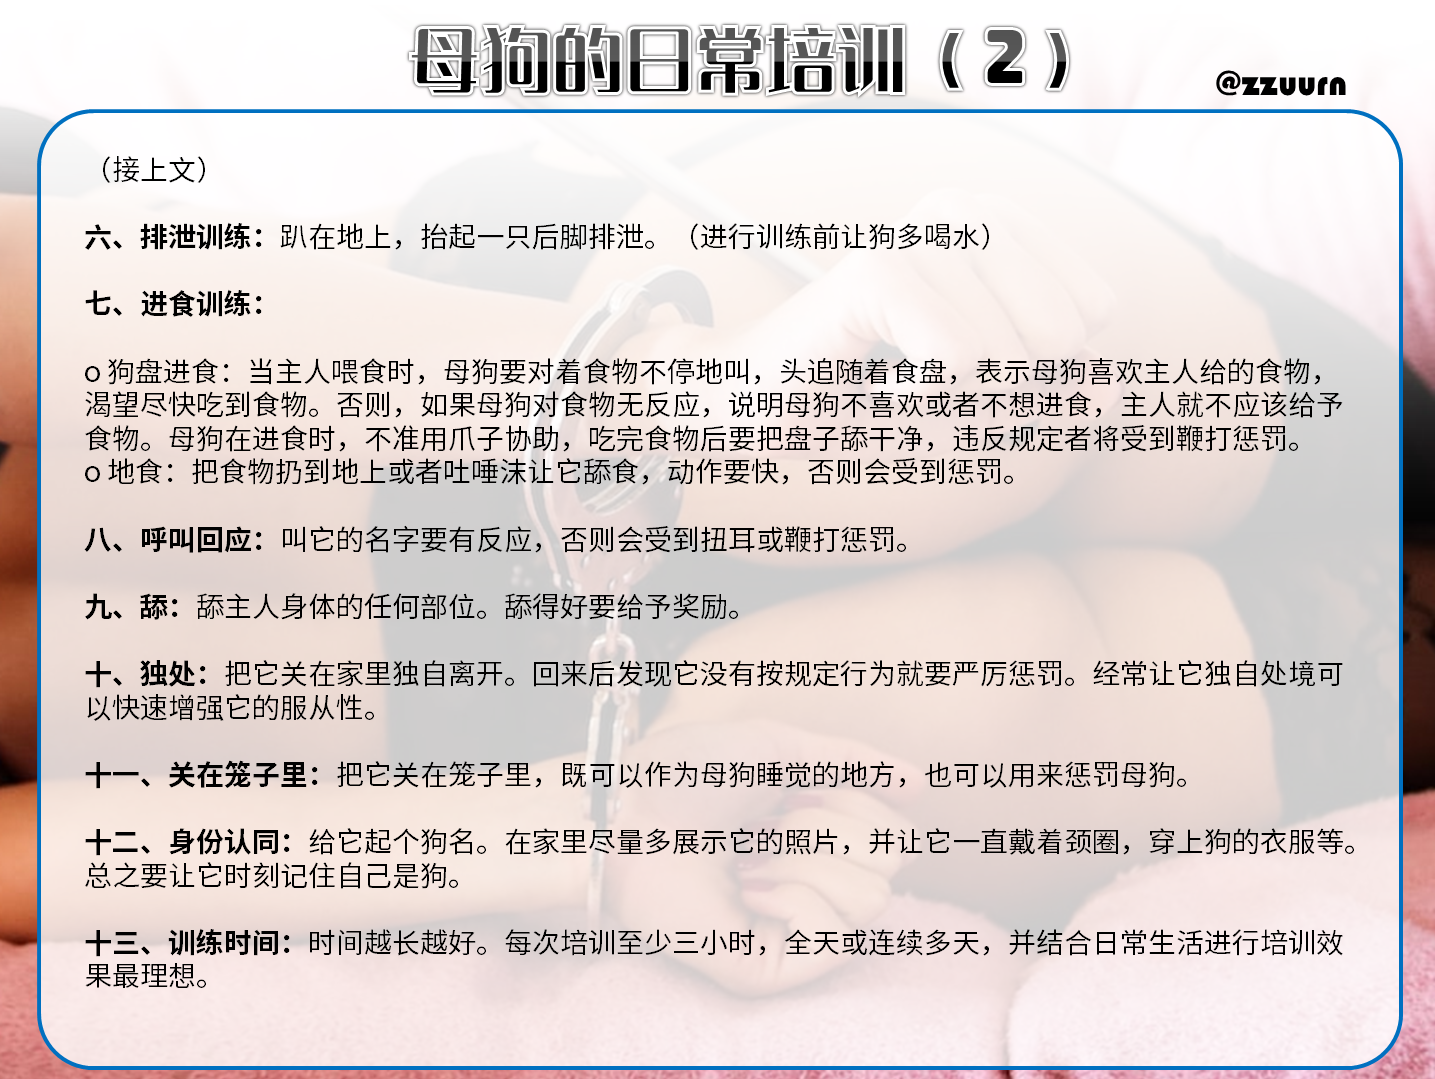 母狗的日常培训（2）
@zzuurn
（接上文）
六、排泄训练：趴在地上，抬起一只后脚排泄。（进行训练前让狗多喝水）
七、进食训练：
o 狗盘进食：当主人喂食时，母狗要对着食物不停地叫，头追随着食盘，表示母狗喜欢主人给的食物，
渴望尽快吃到食物。否则，如果母狗对食物无反应，说明母狗不喜欢或者不想进食，主人就不应该给予
食物。母狗在进食时，不准用爪子协助，吃完食物后要把盘子舔干净，违反规定者将受到鞭打惩罚。
o 地食：把食物扔到地上或者吐唾沫让它舔食，动作要快，否则会受到惩罚。
八、呼叫回应：叫它的名字要有反应，否则会受到扭耳或鞭打惩罚。
九、舔：舔主人身体的任何部位。舔得好要给予奖励。
十、独处：把它关在家里独自离开。回来后发现它没有按规定行为就要严厉惩罚。经常让它独自处境可
以快速增强它的服从性。
十一、关在笼子里：把它关在笼子里，既可以作为母狗睡觉的地方，也可以用来惩罚母狗。
十二、身份认同：给它起个狗名。在家里尽量多展示它的照片，并让它一直戴着颈圈，穿上狗的衣服等。
总之要让它时刻记住自己是狗。
十三、训练时间：时间越长越好。每次培训至少三小时，全天或连续多天，并结合日常生活进行培训效
果最理想。